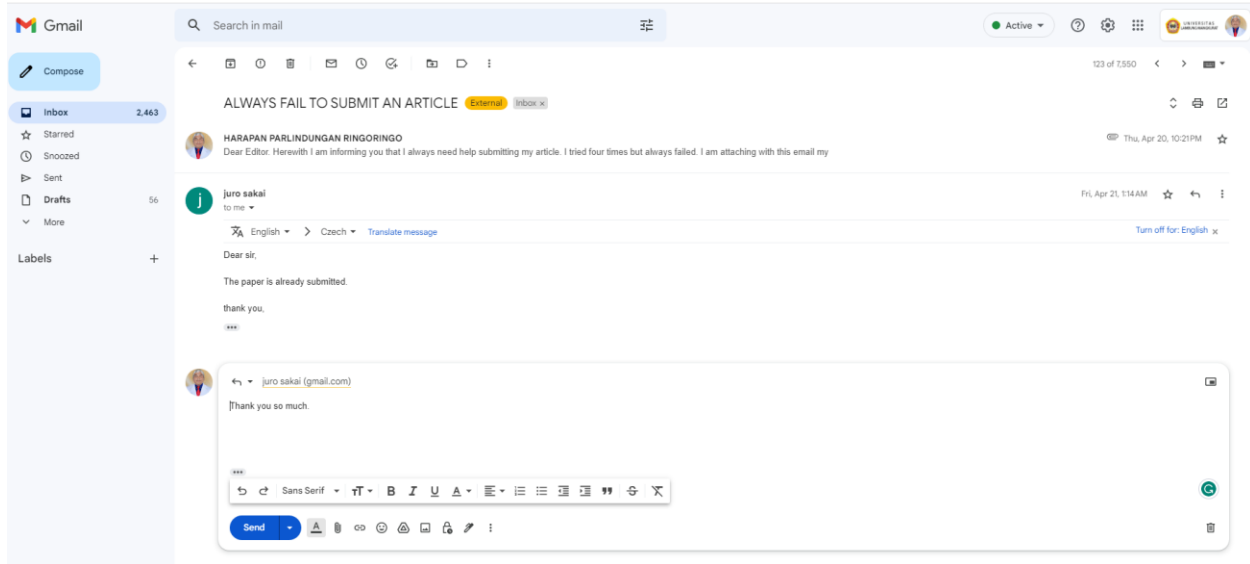 Gmail
Search in mail
Active
UNIVERSITAS
LAMBUNG MANGKURAT
Compose
123 of 7,550
Inbox 2,463
Starred
Snoozed
Sent
Drafts 56
More
Labels
ALWAYS FAIL TO SUBMIT AN ARTICLE External Inbox ×
HARAPAN PARLINDUNGAN RINGORINGO Thu, Apr 20, 10:21 PM
Dear Editor. Herewith I am informing you that I always need help submitting my article. I tried four times but always failed. I am attaching with this email my
j
juro sakai Fri, Apr 21, 1:14 AM
to me
English > Czech Translate message Turn off for: English ×
Dear sir,
The paper is already submitted.
thank you,
juro sakai (gmail.com)
Thank you so much.
Sans Serif
Send